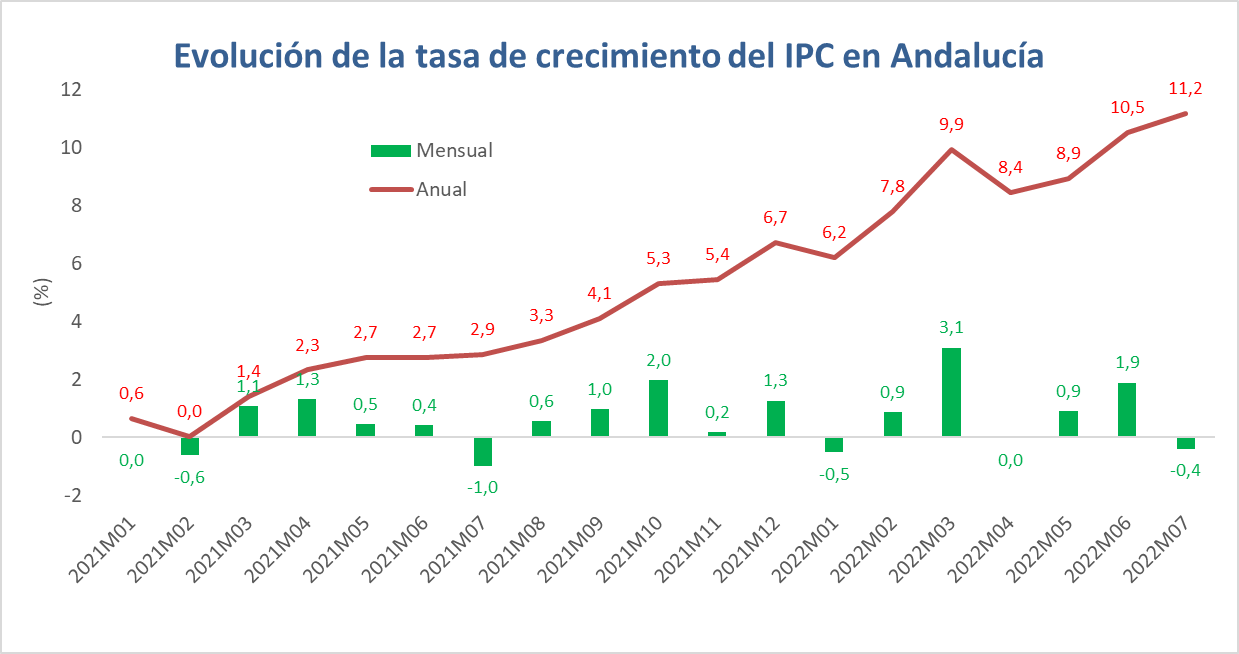 Evolución de la tasa de crecimiento del IPC en Andalucía
12
10
8
6
4
2
0
-2
(%)
Mensual
Anual
0,6
0,0
1,4
2,3
2,7
2,7
2,9
3,3
4,1
5,3
5,4
6,7
6,2
7,8
9,9
8,4
8,9
10,5
11,2
0,0
-0,6
1,1
1,3
0,5
0,4
-1,0
0,6
1,0
2,0
0,2
1,3
-0,5
0,9
3,1
0,0
0,9
1,9
-0,4
2021M01
2021M02
2021M03
2021M04
2021M05
2021M06
2021M07
2021M08
2021M09
2021M10
2021M11
2021M12
2022M01
2022M02
2022M03
2022M04
2022M05
2022M06
2022M07